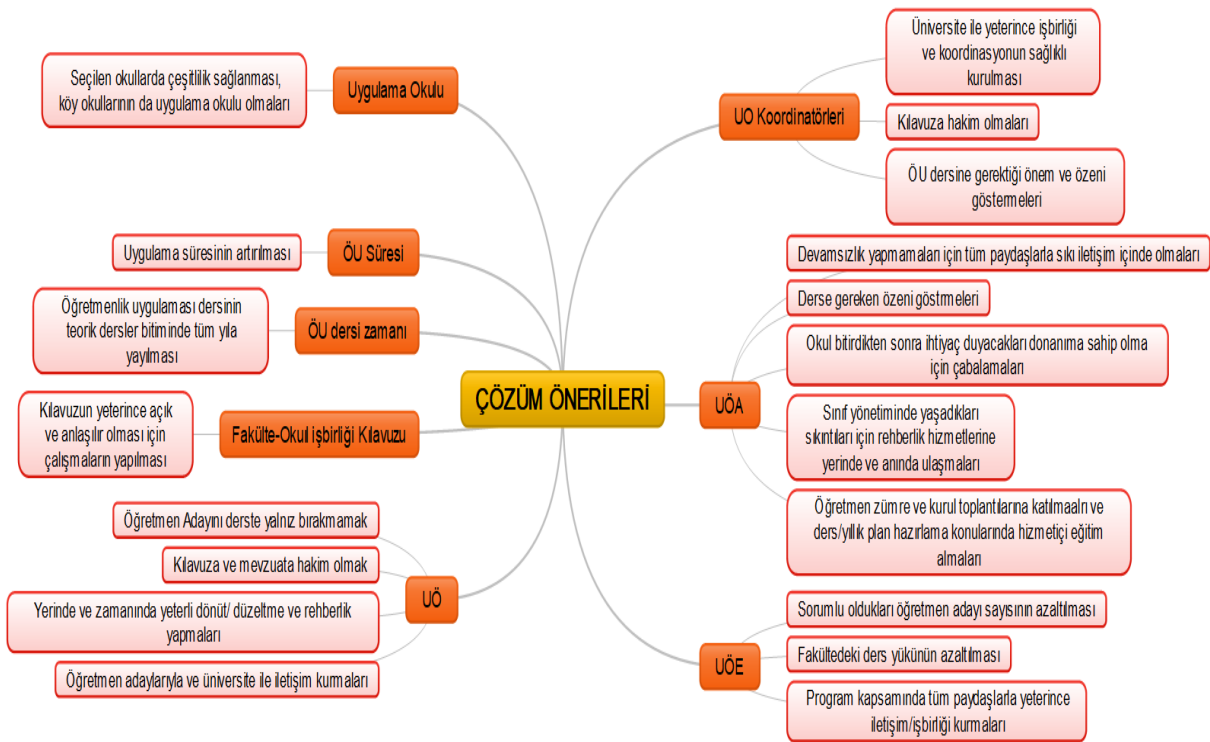 ÇÖZÜM ÖNERİLERİ
Uygulama Okulu
Seçilen okullarda çeşitlilik sağlanması,
köy okullarının da uygulama okulu olmaları
ÖU Süresi
Uygulama süresinin artırılması
ÖU dersi zamanı
Öğretmenlik uygulaması dersinin
teorik dersler bitiminde tüm yıla
yayılması
Fakülte-Okul işbirliği Kılavuzu
Kılavuzun yeterince açık
ve anlaşılır olması için
çalışmaların yapılması
UÖ
Öğretmen Adayını derste yalnız bırakmamak
Kılavuza ve mevzuata hakim olmak
Yerinde ve zamanında yeterli dönüt/ düzeltme ve rehberlik
yapmaları
Öğretmen adaylarıyla ve üniversite ile iletişim kurmaları
UO Koordinatörleri
Üniversite ile yeterince işbirliği
ve koordinasyonun sağlıklı
kurulması
Kılavuza hakim olmaları
ÖU dersine gerektiği önem ve özeni
göstermeleri
UÖA
Devamsızlık yapmamaları için tüm paydaşlarla sıkı iletişim içinde olmaları
Derse gereken özeni göstrmeleri
Okul bitirdikten sonra ihtiyaç duyacakları donanıma sahip olma
için çabalamaları
Sınıf yönetiminde yaşadıkları
sıkıntıları için rehberlik hizmetlerine
yerinde ve anında ulaşmaları
Öğretmen zümre ve kurul toplantılarına katılmaalrı ve
ders/yıllık plan hazırlama konularında hizmetiçi eğitim
almaları
UÖE
Sorumlu oldukları öğretmen adayı sayısının azaltılması
Fakültedeki ders yükünün azaltılması
Program kapsamında tüm paydaşlarla yeterince
iletişim/işbirliği kurmaları